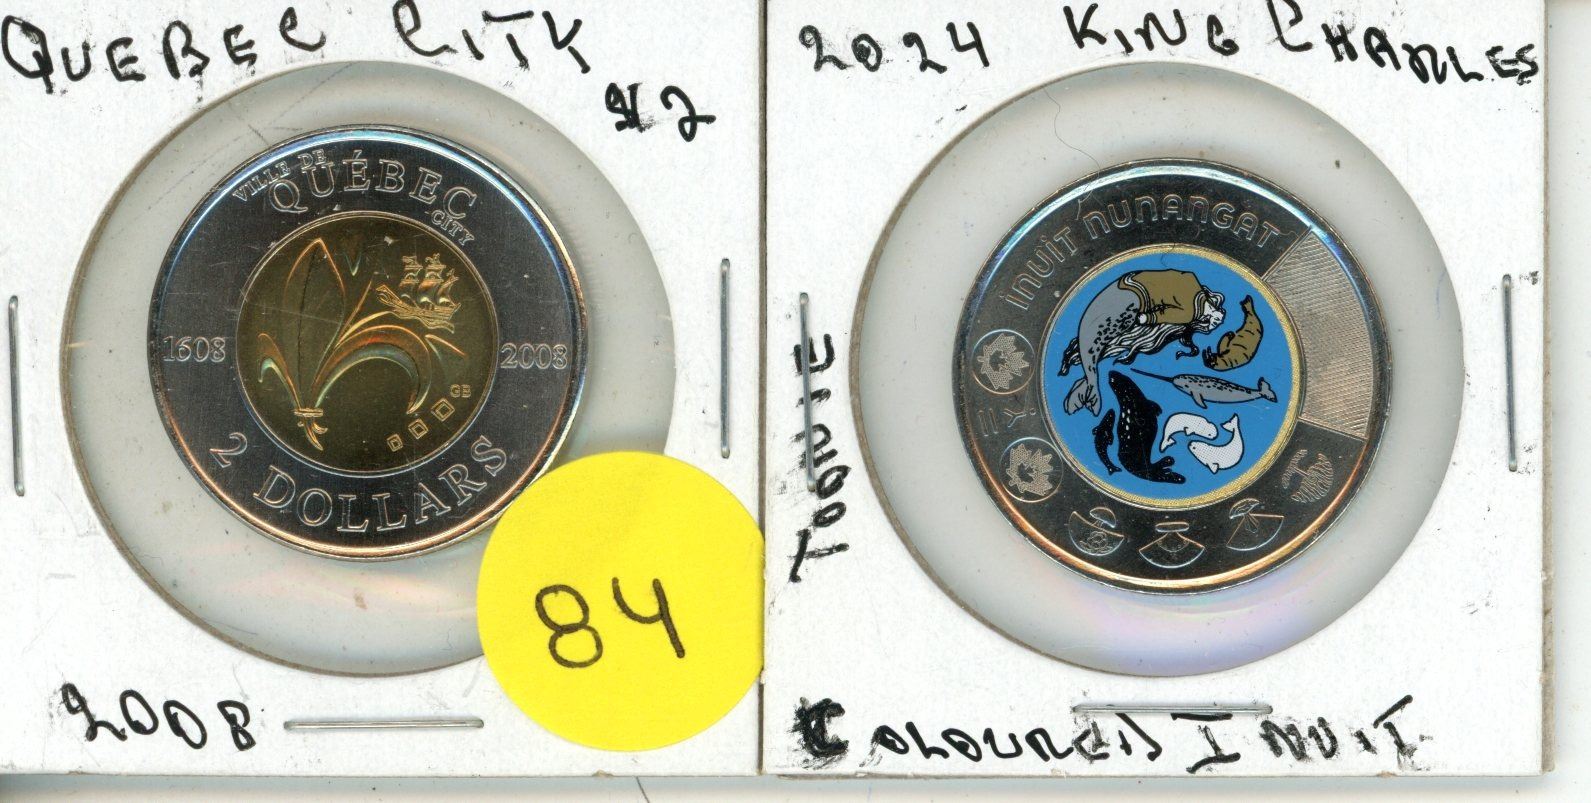 QUEBEC CITY
$2
VILLE DE
QUÉBEC
CITY
1608
2008
GB
2 DOLLARS
2008
84
2024 KING CHARLES
TOONIE
INUIT NUNANGAT
COLOURED INUIT